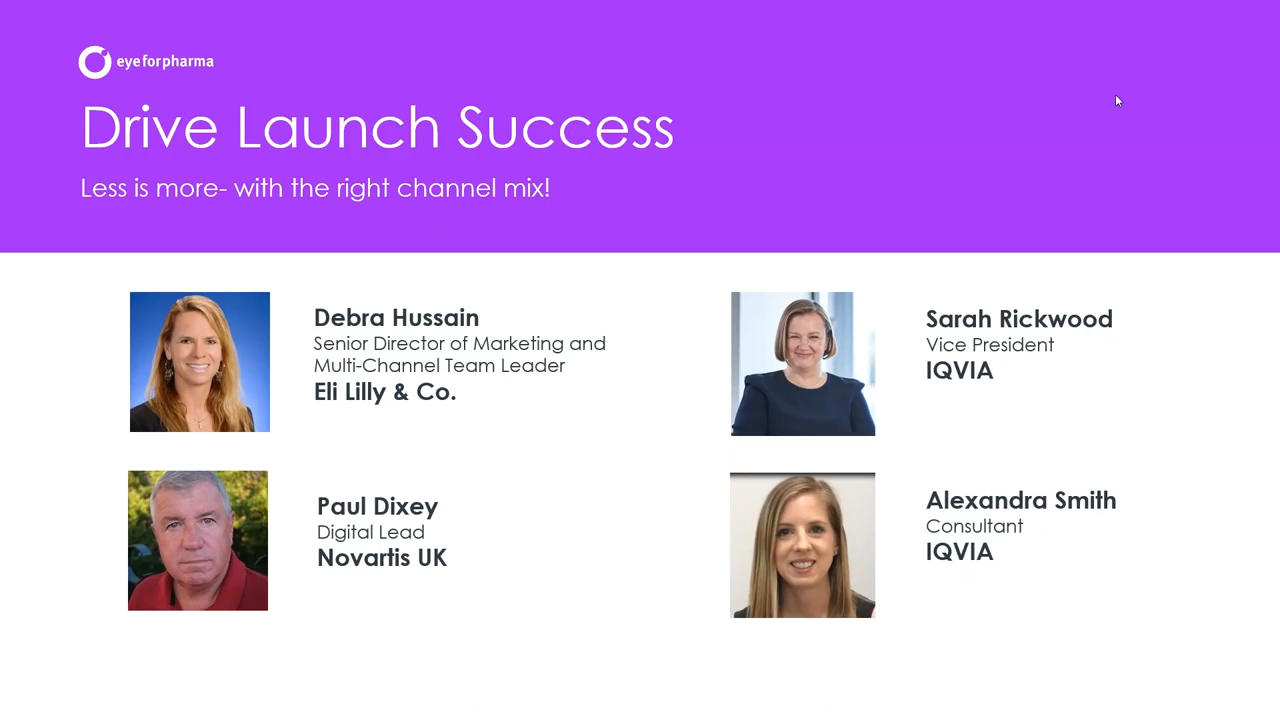 eyeforpharma
Drive Launch Success
Less is more- with the right channel mix!
Debra Hussain
Senior Director of Marketing and
Multi-Channel Team Leader
Eli Lilly & Co.
Sarah Rickwood
Vice President
IQVIA
Paul Dixey
Digital Lead
Novartis UK
Alexandra Smith
Consultant
IQVIA